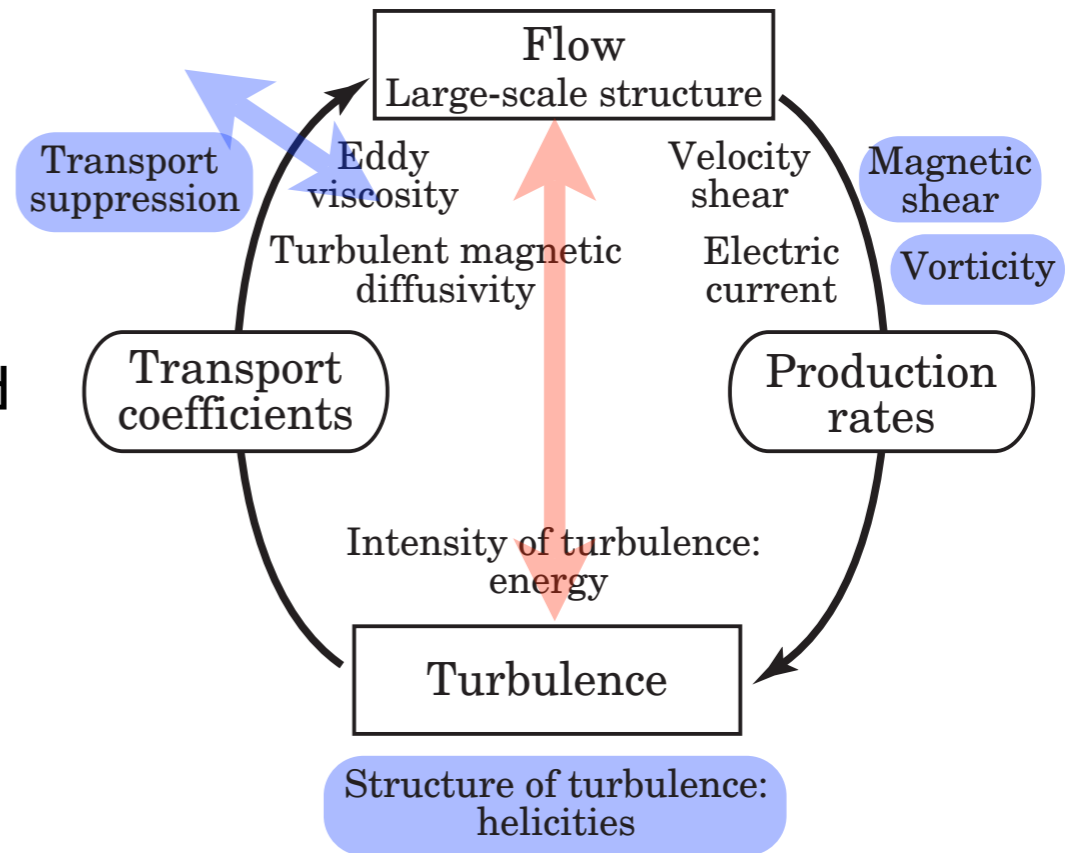 Flow
Large-scale structure
Transport
suppression
Eddy
viscosity
Velocity
shear
Magnetic
shear
Turbulent magnetic
diffusivity
Electric
current
Vorticity
Transport
coefficients
Production
rates
Intensity of turbulence:
energy
Turbulence
Structure of turbulence:
helicities